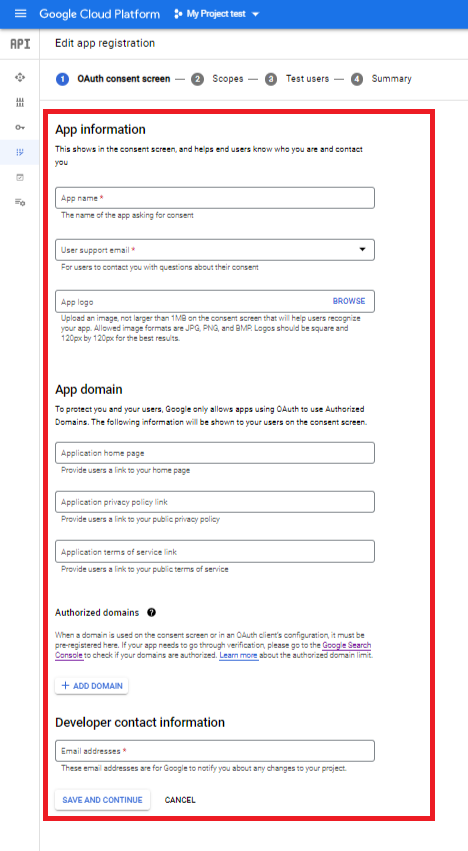 Google Cloud Platform My Project test
API Edit app registration
1 OAuth consent screen — 2 Scopes — 3 Test users — 4 Summary
App information
This shows in the consent screen, and helps end users know who you are and contact
you
App name *
The name of the app asking for consent
User support email *
For users to contact you with questions about their consent
App logo BROWSE
Upload an image, not larger than 1MB on the consent screen that will help users recognize
your app. Allowed image formats are JPG, PNG, and BMP. Logos should be square and
120px by 120px for the best results.
App domain
To protect you and your users, Google only allows apps using OAuth to use Authorized
Domains. The following information will be shown to your users on the consent screen.
Application home page
Provide users a link to your home page
Application privacy policy link
Provide users a link to your public privacy policy
Application terms of service link
Provide users a link to your public terms of service
Authorized domains ?
When a domain is used on the consent screen or in an OAuth client's configuration, it must be
pre-registered here. If your app needs to go through verification, please go to the Google Search
Console to check if your domains are authorized. Learn more about the authorized domain limit.
+ ADD DOMAIN
Developer contact information
Email addresses *
These email addresses are for Google to notify you about any changes to your project.
SAVE AND CONTINUE CANCEL